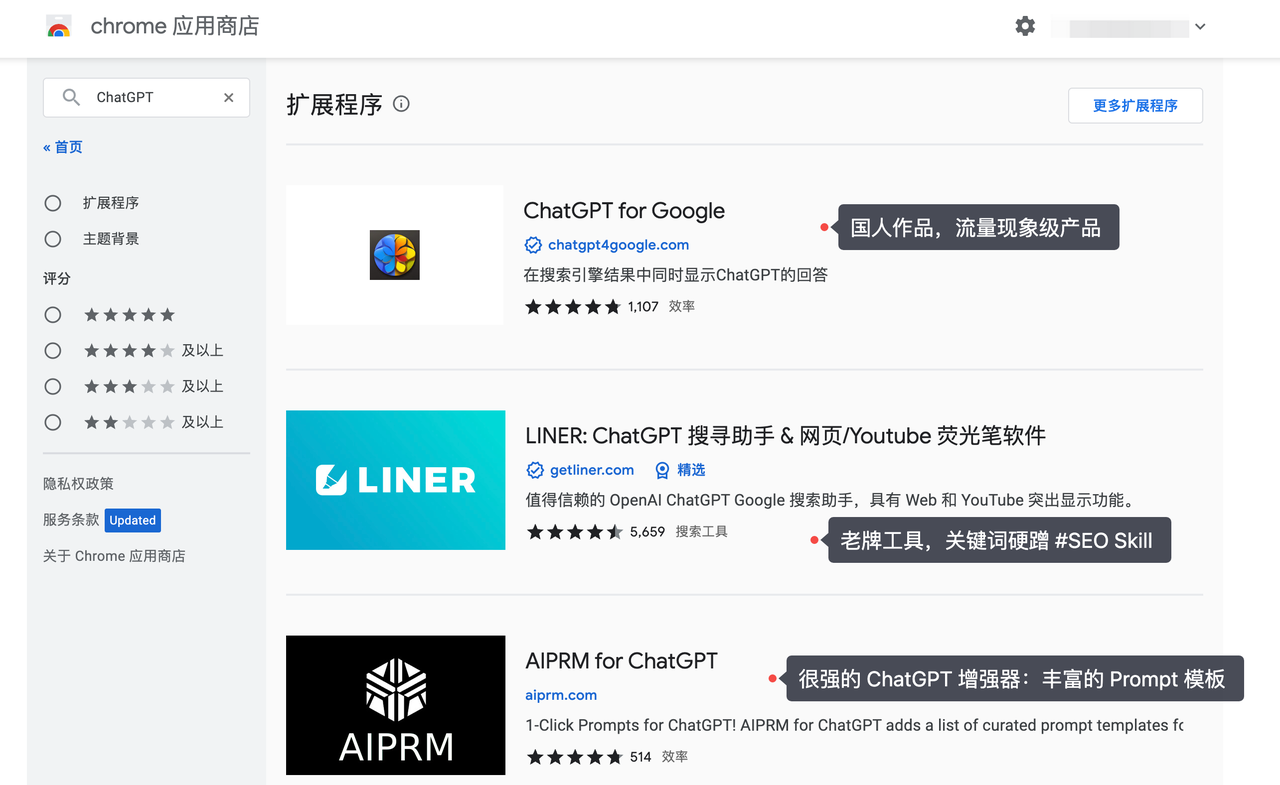 chrome 应用商店
ChatGPT
« 首页
扩展程序
主题背景
评分
及以上
及以上
及以上
隐私权政策
服务条款 Updated
关于 Chrome 应用商店
扩展程序
更多扩展程序
ChatGPT for Google
国人作品，流量现象级产品
chatgpt4google.com
在搜索引擎结果中同时显示ChatGPT的回答
1,107 效率
LINER
LINER: ChatGPT 搜寻助手 & 网页/Youtube 荧光笔软件
getliner.com 精选
值得信赖的 OpenAI ChatGPT Google 搜索助手，具有 Web 和 YouTube 突出显示功能。
5,659 搜索工具
老牌工具，关键词硬蹭 #SEO Skill
AIPRM
AIPRM for ChatGPT
很强的 ChatGPT 增强器：丰富的 Prompt 模板
aiprm.com
1-Click Prompts for ChatGPT! AIPRM for ChatGPT adds a list of curated prompt templates
514 效率